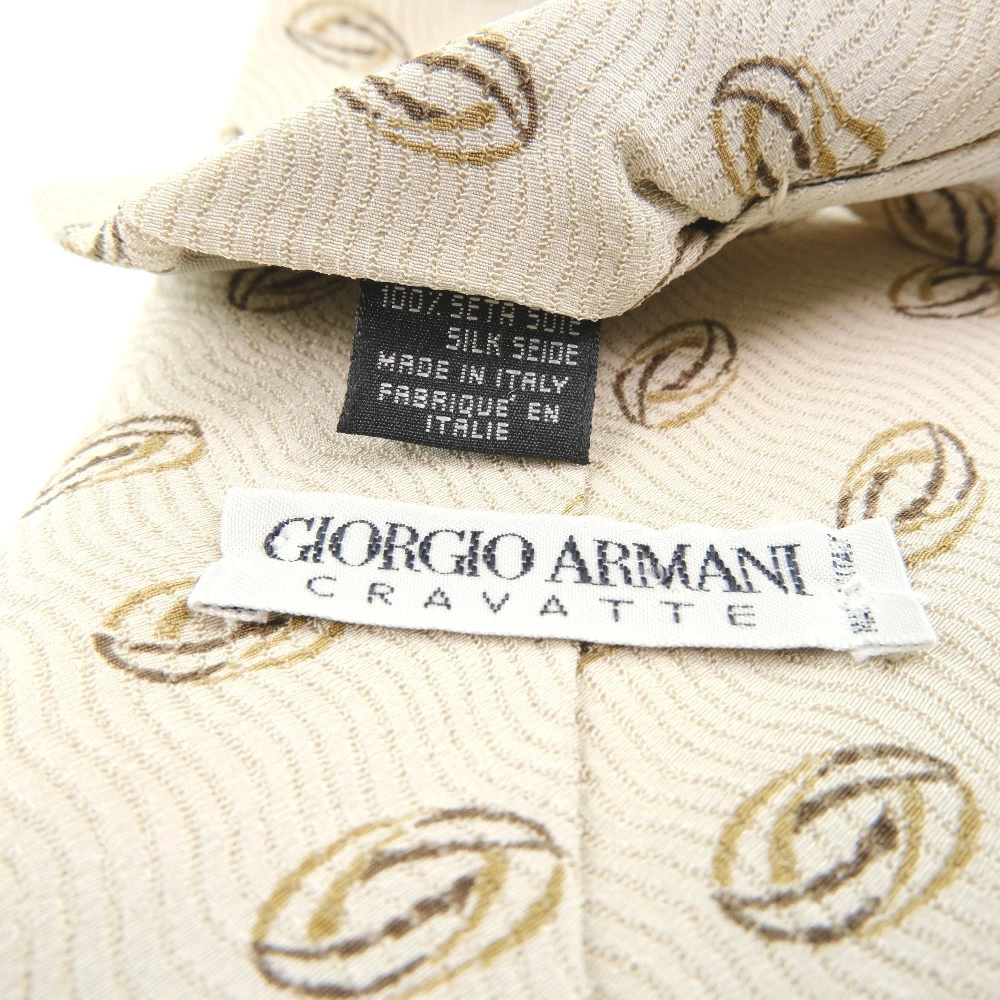 100% SETA SOIE
SILK SEIDE
MADE IN ITALY
FABRIQUÉ EN
ITALIE
GIORGIO ARMANI
CRAVATTE